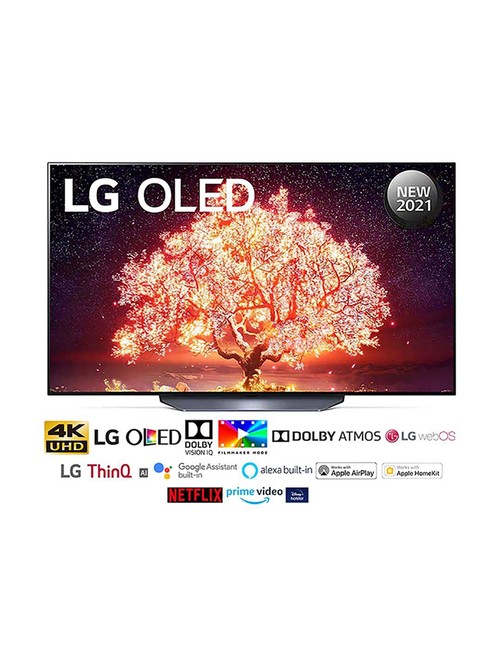 LG OLED
NEW
2021
4K
UHD
LG OLED
DOLBY
VISION IQ
FILMMAKER MODE
DOLBY ATMOS
LG webOS
LG ThinQ AI
Google Assistant
built-in
alexa built-in
Works with
Apple AirPlay
Works with
Apple HomeKit
NETFLIX
prime video
Disney+
hotstar